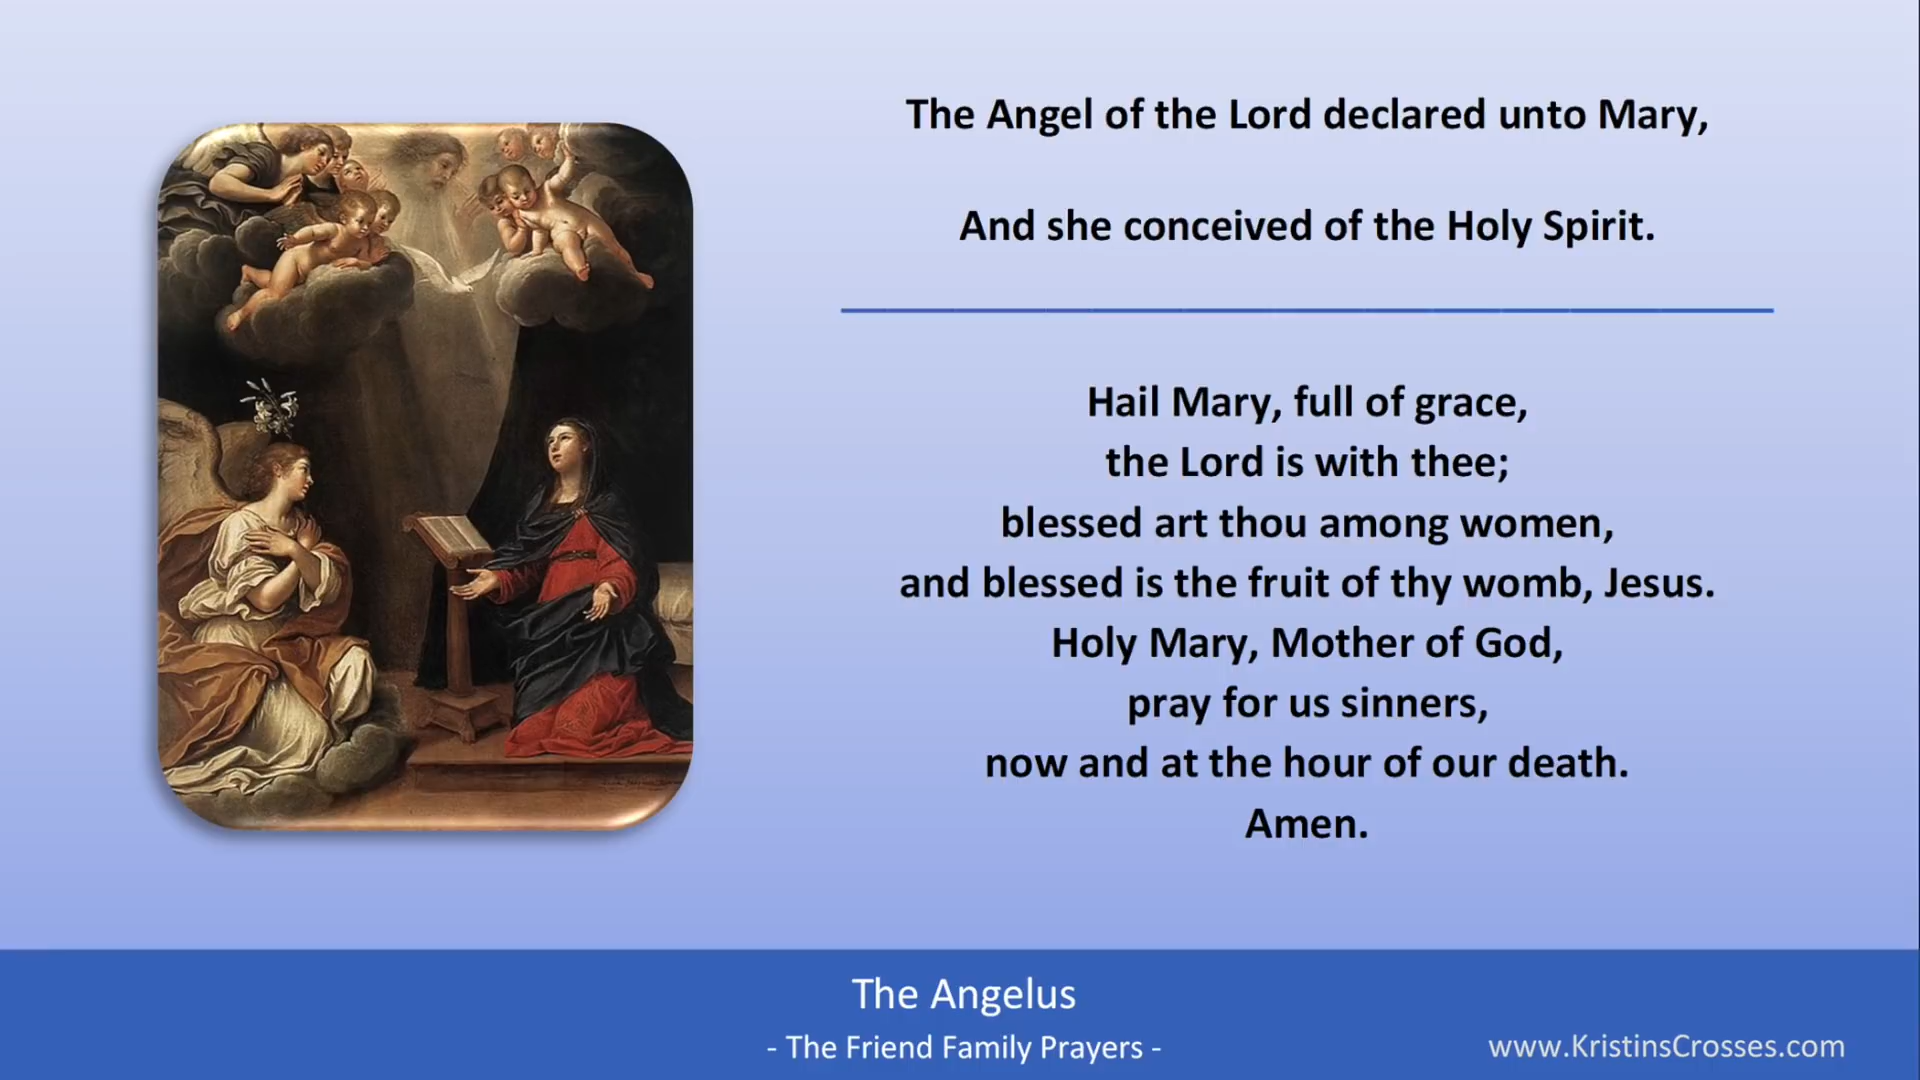 The Angel of the Lord declared unto Mary,
And she conceived of the Holy Spirit.
Hail Mary, full of grace,
the Lord is with thee;
blessed art thou among women,
and blessed is the fruit of thy womb, Jesus.
Holy Mary, Mother of God,
pray for us sinners,
now and at the hour of our death.
Amen.
The Angelus
- The Friend Family Prayers -
www.KristinsCrosses.com